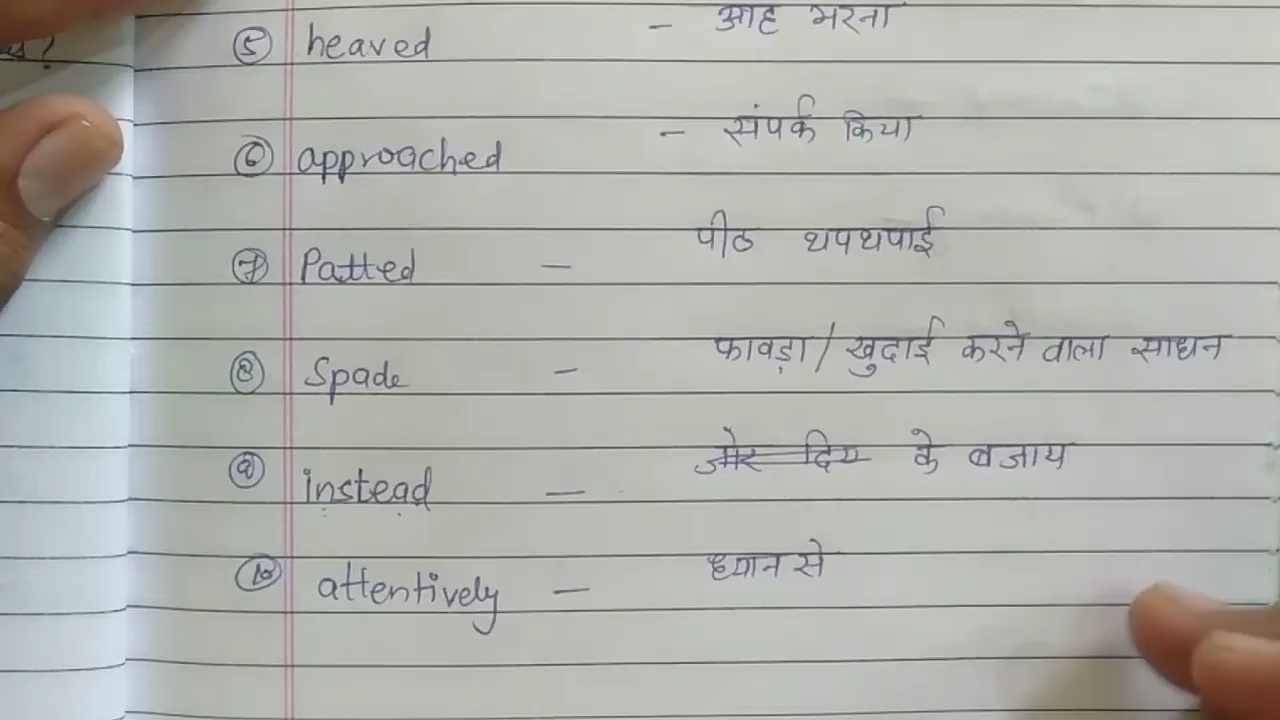 ⑤ heaved - आह भरना
⑥ approached - संपर्क किया
⑦ Patted - पीठ थपथपाई
⑧ Spade - फावड़ा / खुदाई करने वाला साधन
⑨ instead - के बजाय
⑩ attentively - ध्यान से